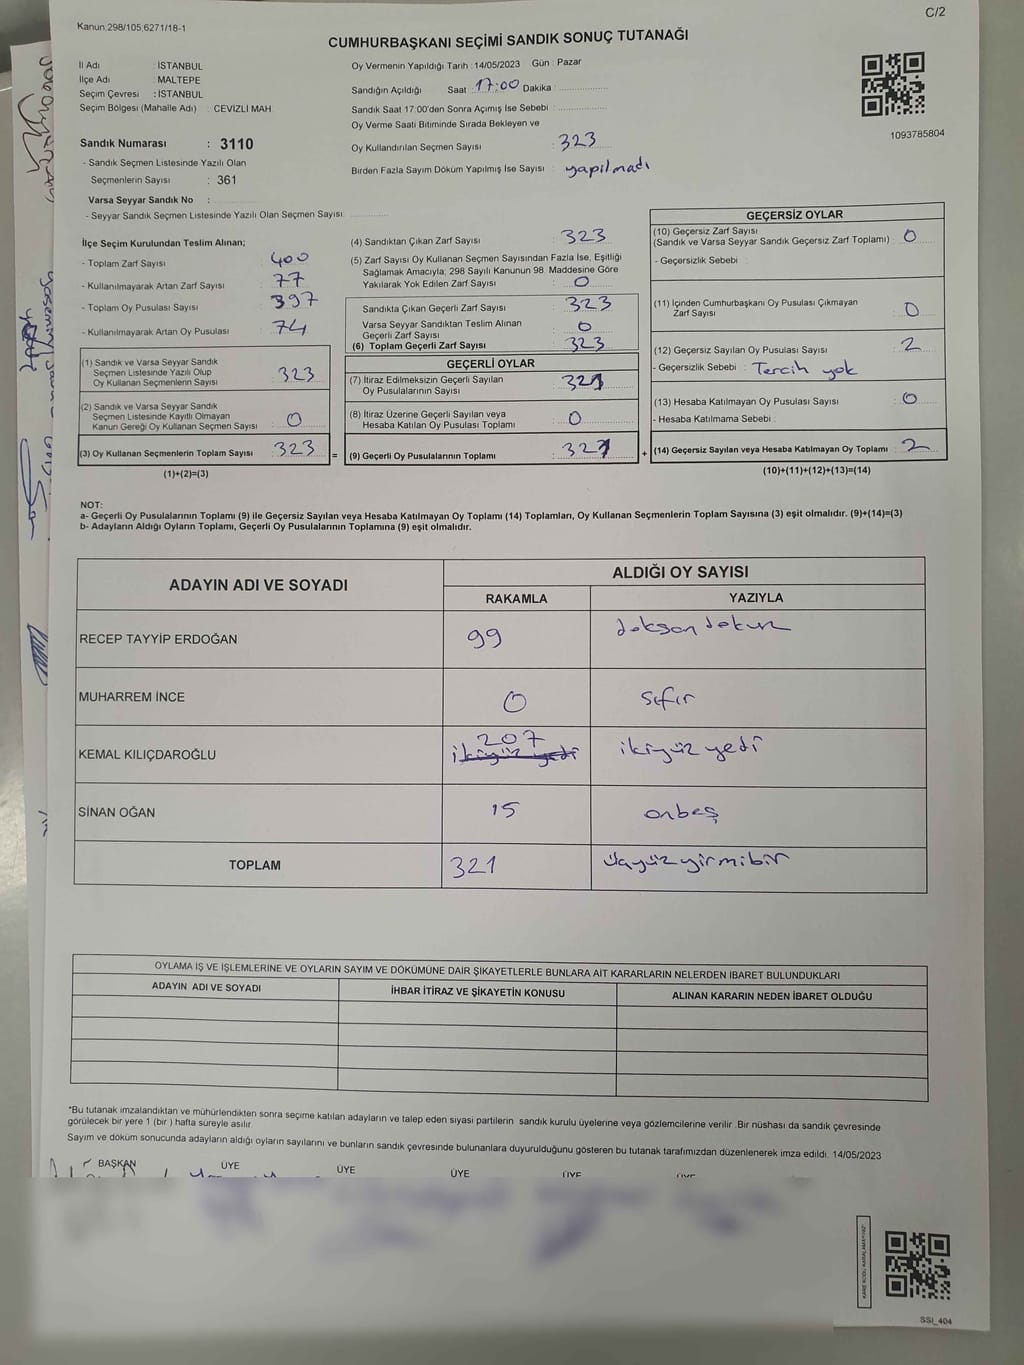 C/2
Kanun:298/105,6271/18-1
CUMHURBAŞKANI SEÇİMİ SANDIK SONUÇ TUTANAĞI
İl Adı : İSTANBUL
İlçe Adı : MALTEPE
Seçim Çevresi : İSTANBUL
Seçim Bölgesi (Mahalle Adı) : CEVİZLİ MAH
Oy Vermenin Yapıldığı Tarih : 14/05/2023 Gün : Pazar
Sandığın Açıldığı Saat : 17:00 Dakika :
Sandık Saat 17:00'den Sonra Açımış İse Sebebi :
Oy Verme Saati Bitiminde Sırada Bekleyen ve
Oy Kullandırılan Seçmen Sayısı : 323
Birden Fazla Sayım Döküm Yapılmış İse Sayısı : yapılmadı
1093785804
Sandık Numarası : 3110
- Sandık Seçmen Listesinde Yazılı Olan
Seçmenlerin Sayısı : 361
Varsa Seyyar Sandık No :
- Seyyar Sandık Seçmen Listesinde Yazılı Olan Seçmen Sayısı:
İlçe Seçim Kurulundan Teslim Alınan;
- Toplam Zarf Sayısı : 400
- Kullanılmayarak Artan Zarf Sayısı : 77
- Toplam Oy Pusulası Sayısı : 397
- Kullanılmayarak Artan Oy Pusulası : 74
(1) Sandık ve Varsa Seyyar Sandık
Seçmen Listesinde Yazılı Olup
Oy Kullanan Seçmenlerin Sayısı : 323
(2) Sandık ve Varsa Seyyar Sandık
Seçmen Listesinde Kayıtlı Olmayan
Kanun Gereği Oy Kullanan Seçmen Sayısı : 0
(3) Oy Kullanan Seçmenlerin Toplam Sayısı : 323 =
(1)+(2)=(3)
(4) Sandıktan Çıkan Zarf Sayısı : 323
(5) Zarf Sayısı Oy Kullanan Seçmen Sayısından Fazla İse, Eşitliği
Sağlamak Amacıyla; 298 Sayılı Kanunun 98. Maddesine Göre
Yakılarak Yok Edilen Zarf Sayısı : 0
Sandıkla Çıkan Geçerli Zarf Sayısı : 323
Varsa Seyyar Sandıktan Teslim Alınan
Geçerli Zarf Sayısı : 0
(6) Toplam Geçerli Zarf Sayısı : 323
GEÇERLİ OYLAR
(7) İtiraz Edilmeksizin Geçerli Sayılan
Oy Pusulasının Sayısı : 321
(8) İtiraz Üzerine Geçerli Sayılan veya
Hesaba Katılan Oy Pusulası Toplamı : 0
(9) Geçerli Oy Pusulalarının Toplamı : 321 +
GEÇERSİZ OYLAR
(10) Geçersiz Zarf Sayısı
(Sandık ve Varsa Seyyar Sandık Geçersiz Zarf Toplamı) : 0
- Geçersizlik Sebebi :
(11) İçinden Cumhurbaşkanı Oy Pusulası Çıkmayan
Zarf Sayısı : 0
(12) Geçersiz Sayılan Oy Pusulası Sayısı : 2
- Geçersizlik Sebebi : Tercih yok
(13) Hesaba Katılmayan Oy Pusulası Sayısı : 0
- Hesaba Katılmama Sebebi :
(14) Geçersiz Sayılan veya Hesaba Katılmayan Oy Toplamı : 2
(10)+(11)+(12)+(13)=(14)
NOT:
a- Geçerli Oy Pusulalarının Toplamı (9) ile Geçersiz Sayılan veya Hesaba Katılmayan Oy Toplamı (14) Toplamları, Oy Kullanan Seçmenlerin Toplam Sayısına (3) eşit olmalıdır. (9)+(14)=(3)
b- Adayların Aldığı Oyların Toplamı, Geçerli Oy Pusulalarının Toplamına (9) eşit olmalıdır.
ADAYIN ADI VE SOYADI
ALDIĞI OY SAYISI
RAKAMLA YAZIYLA
RECEP TAYYİP ERDOĞAN 99 doksan dokuz
MUHARREM İNCE 0 sıfır
KEMAL KILIÇDAROĞLU 207 ikiyüz yedi ikiyüz yedi
SİNAN OĞAN 15 onbeş
TOPLAM 321 üçyüz yirmi bir
OYLAMA İŞ VE İŞLEMLERİNE VE OYLARIN SAYIM VE DÖKÜMÜNE DAİR ŞİKAYETLERLE BUNLARA AİT KARARLARIN NELERDEN İBARET BULUNDUKLARI
ADAYIN ADI VE SOYADI İHBAR İTİRAZ VE ŞİKAYETİN KONUSU ALINAN KARARIN NEDEN İBARET OLDUĞU
*Bu tutanak imzalandıktan ve mühürlendikten sonra seçime katılan adayların ve talep eden siyasi partilerin sandık kurulu üyelerine veya gözlemcilerine verilir .Bir nüshası da sandık çevresinde
görülecek bir yere 1 (bir ) hafta süreyle asılır.
Sayım ve döküm sonucunda adayların aldığı oyların sayılarını ve bunların sandık çevresinde bulunanlara duyurulduğunu gösteren bu tutanak tarafımızdan düzenlenerek imza edildi. 14/05/2023
BAŞKAN ÜYE ÜYE ÜYE ÜYE ÜYE
KARE KODU KARALAMAYINIZ!
SSI_404